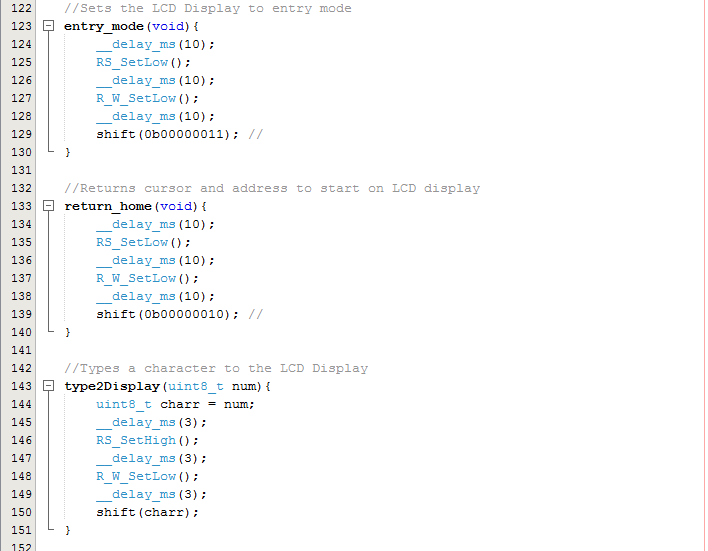 122 //Sets the LCD Display to entry mode
123 entry_mode(void){
124 __delay_ms(10);
125 RS_SetLow();
126 __delay_ms(10);
127 R_W_SetLow();
128 __delay_ms(10);
129 shift(0b00000011); //
130 }
131
132 //Returns cursor and address to start on LCD display
133 return_home(void){
134 __delay_ms(10);
135 RS_SetLow();
136 __delay_ms(10);
137 R_W_SetLow();
138 __delay_ms(10);
139 shift(0b00000010); //
140 }
141
142 //Types a character to the LCD Display
143 type2Display(uint8_t num){
144 uint8_t charr = num;
145 __delay_ms(3);
146 RS_SetHigh();
147 __delay_ms(3);
148 R_W_SetLow();
149 __delay_ms(3);
150 shift(charr);
151 }
152